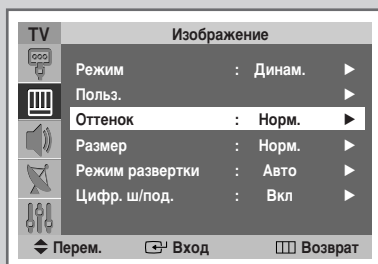 TV Изображение
Режим : Динам.
Польз.
Оттенок : Норм.
Размер : Норм.
Режим развертки : Авто
Цифр. ш/под. : Вкл
Перем. Вход Возврат